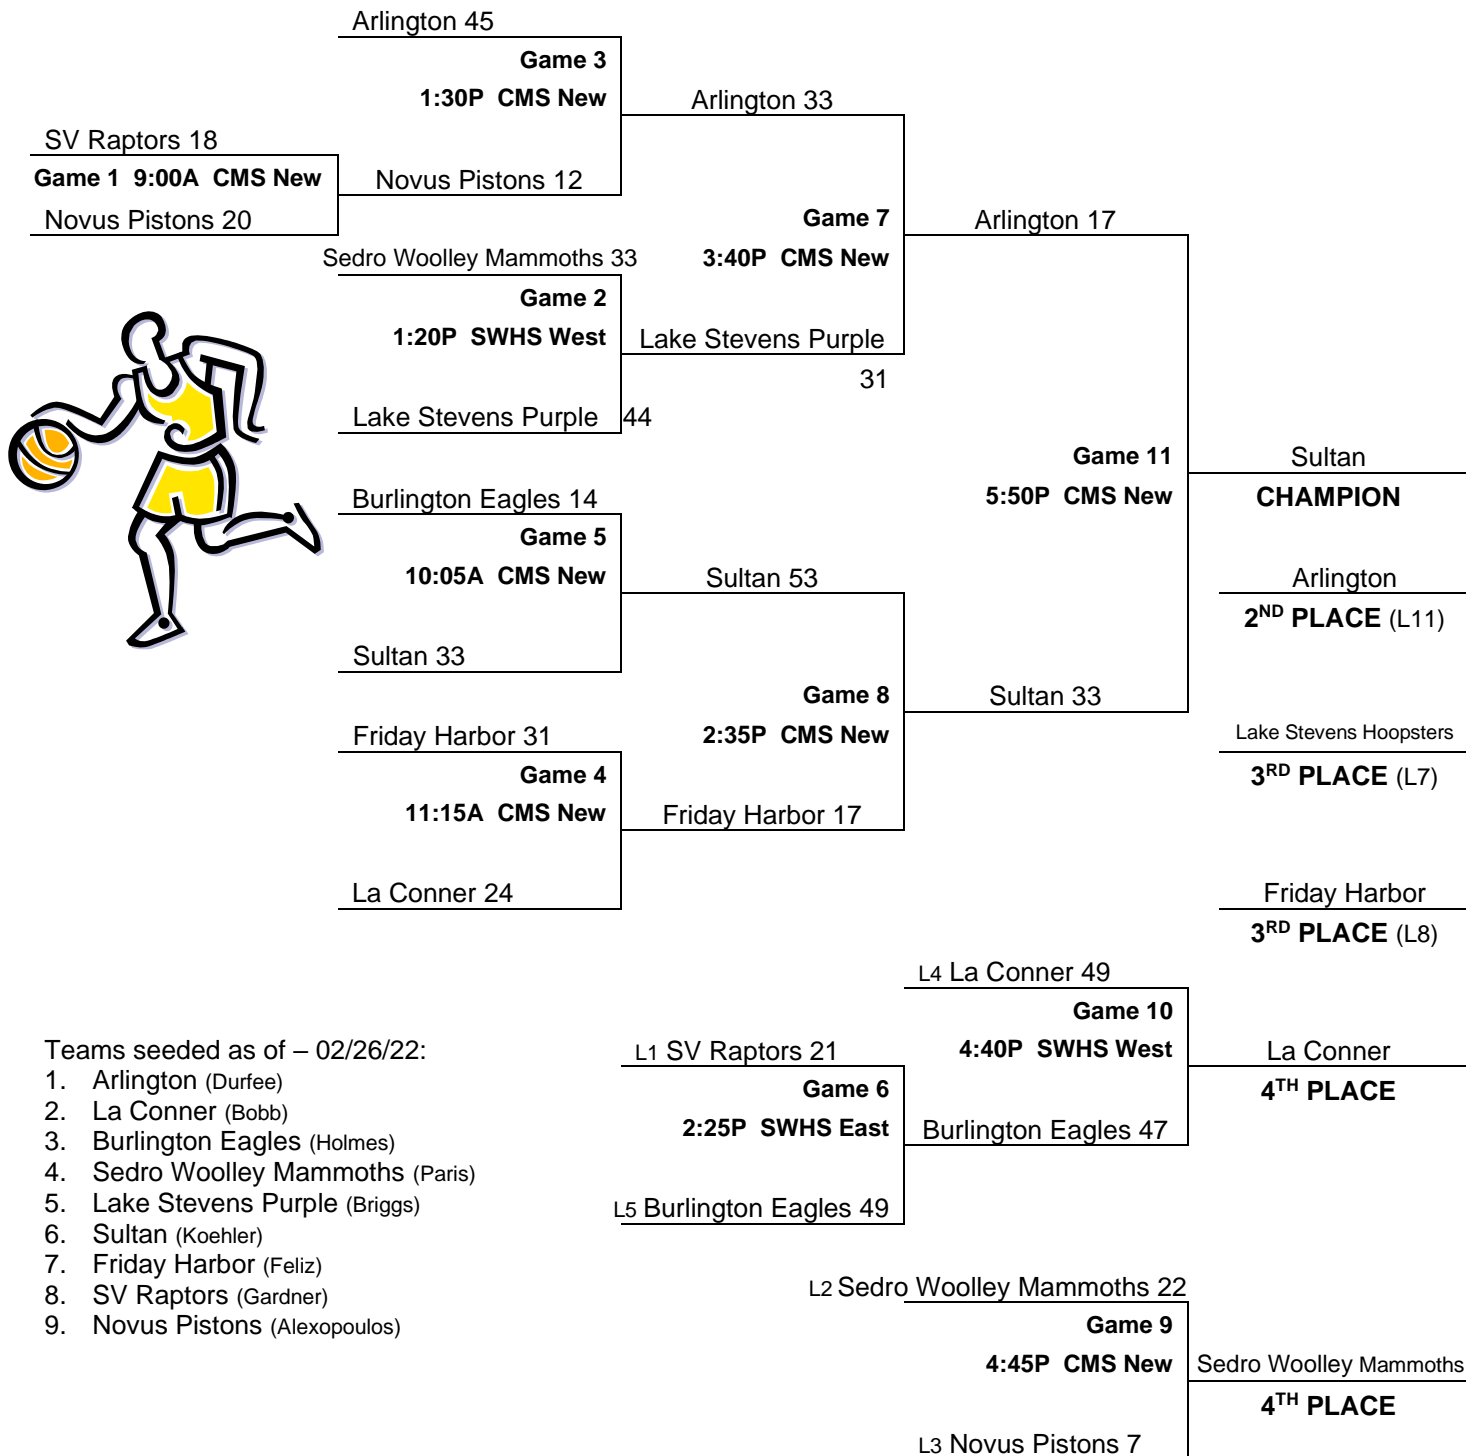 Arlington 45
Game 3
1:30P CMS New
Arlington 33
SV Raptors 18
Game 1 9:00A CMS New
Novus Pistons 12
Novus Pistons 20
Game 7
3:40P CMS New
Arlington 17
Sedro Woolley Mammoths 33
Game 2
1:20P SWHS West
Lake Stevens Purple
31
Lake Stevens Purple 44
Game 11
5:50P CMS New
Sultan
CHAMPION
Burlington Eagles 14
Game 5
10:05A CMS New
Sultan 53
Arlington
2ND PLACE (L11)
Sultan 33
Game 8
2:35P CMS New
Sultan 33
Friday Harbor 31
Game 4
11:15A CMS New
Friday Harbor 17
La Conner 24
Lake Stevens Hoopsters
3RD PLACE (L7)
Friday Harbor
3RD PLACE (L8)
L4 La Conner 49
Game 10
4:40P SWHS West
La Conner
4TH PLACE
L1 SV Raptors 21
Game 6
2:25P SWHS East
Burlington Eagles 47
L5 Burlington Eagles 49
Teams seeded as of – 02/26/22:
1. Arlington (Durfee)
2. La Conner (Bobb)
3. Burlington Eagles (Holmes)
4. Sedro Woolley Mammoths (Paris)
5. Lake Stevens Purple (Briggs)
6. Sultan (Koehler)
7. Friday Harbor (Feliz)
8. SV Raptors (Gardner)
9. Novus Pistons (Alexopoulos)
L2 Sedro Woolley Mammoths 22
Game 9
4:45P CMS New
Sedro Woolley Mammoths
4TH PLACE
L3 Novus Pistons 7